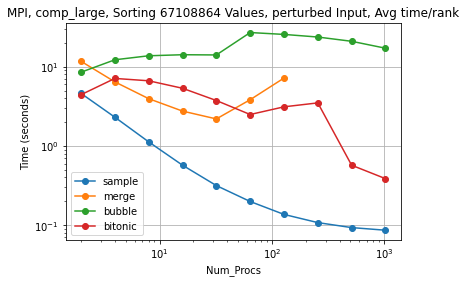 MPI, comp_large, Sorting 67108864 Values, perturbed Input, Avg time/rank
Time (seconds)
10¹
10⁰
10⁻¹
sample
merge
bubble
bitonic
10¹
10²
10³
Num_Procs